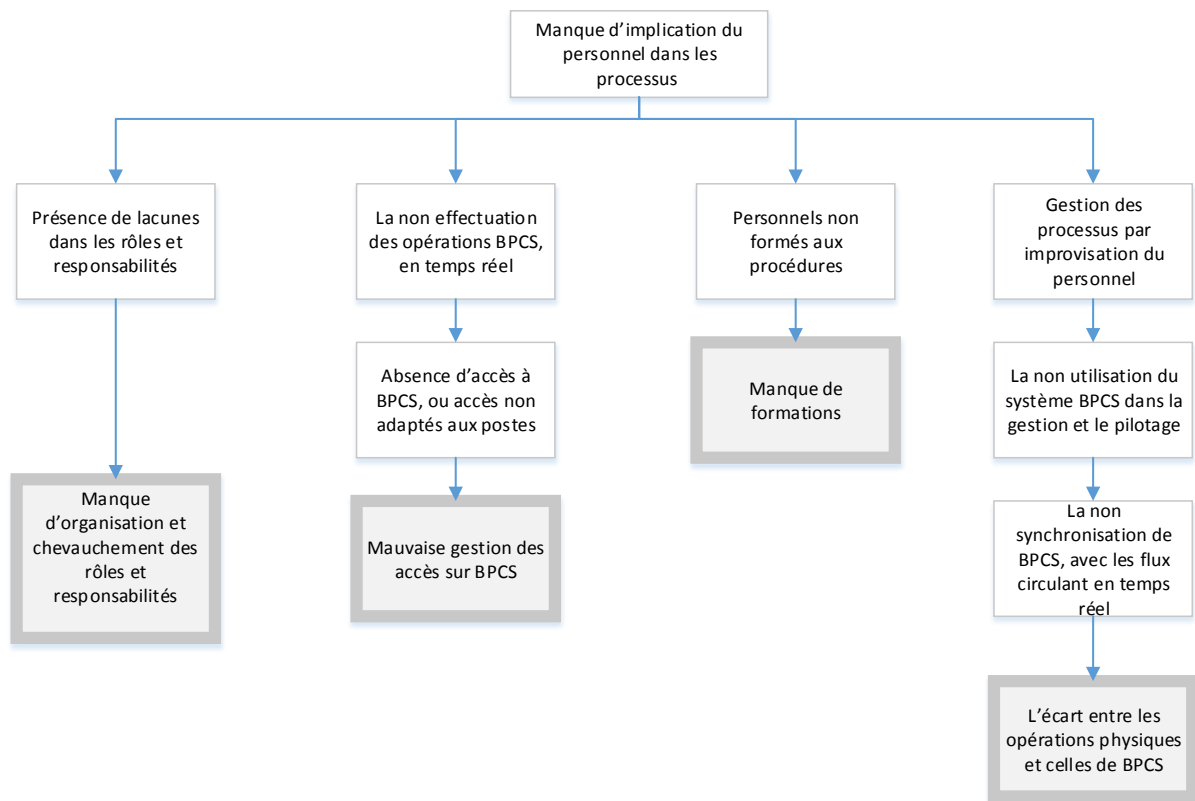 Manque d'implication du
personnel dans les
processus
Présence de lacunes
dans les rôles et
responsabilités
La non effectuation
des opérations BPCS,
en temps réel
Personnels non
formés aux
procédures
Gestion des
processus par
improvisation du
personnel
Absence d'accès à
BPCS, ou accès non
adaptés aux postes
Manque de
formations
La non utilisation du
système BPCS dans la
gestion et le pilotage
Manque
d'organisation et
chevauchement des
rôles et
responsabilités
Mauvaise gestion des
accès sur BPCS
La non
synchronisation de
BPCS, avec les flux
circulant en temps
réel
L'écart entre les
opérations physiques
et celles de BPCS